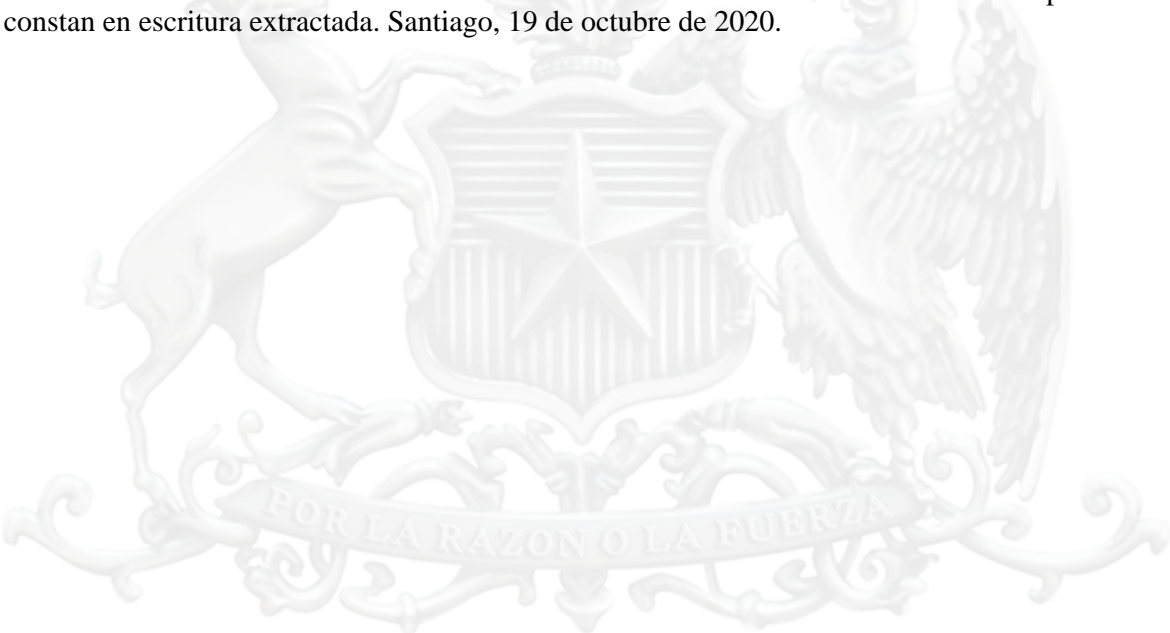 constan en escritura extractada. Santiago, 19 de octubre de 2020.
POR LA RAZON O LA FUERZA